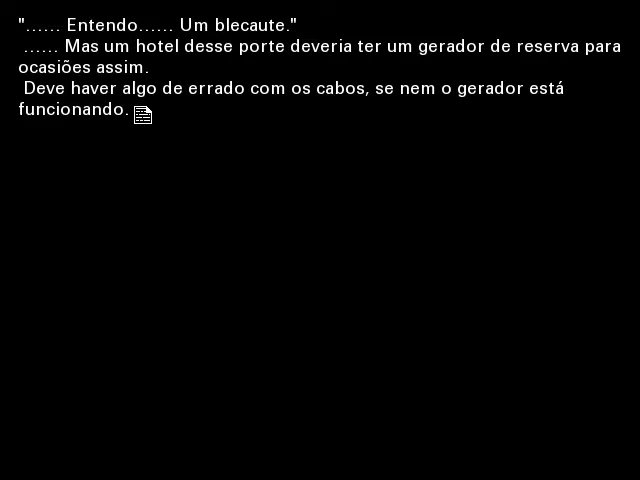 "…… Entendo…… Um blecaute."
…… Mas um hotel desse porte deveria ter um gerador de reserva para
ocasiões assim.
Deve haver algo de errado com os cabos, se nem o gerador está
funcionando.